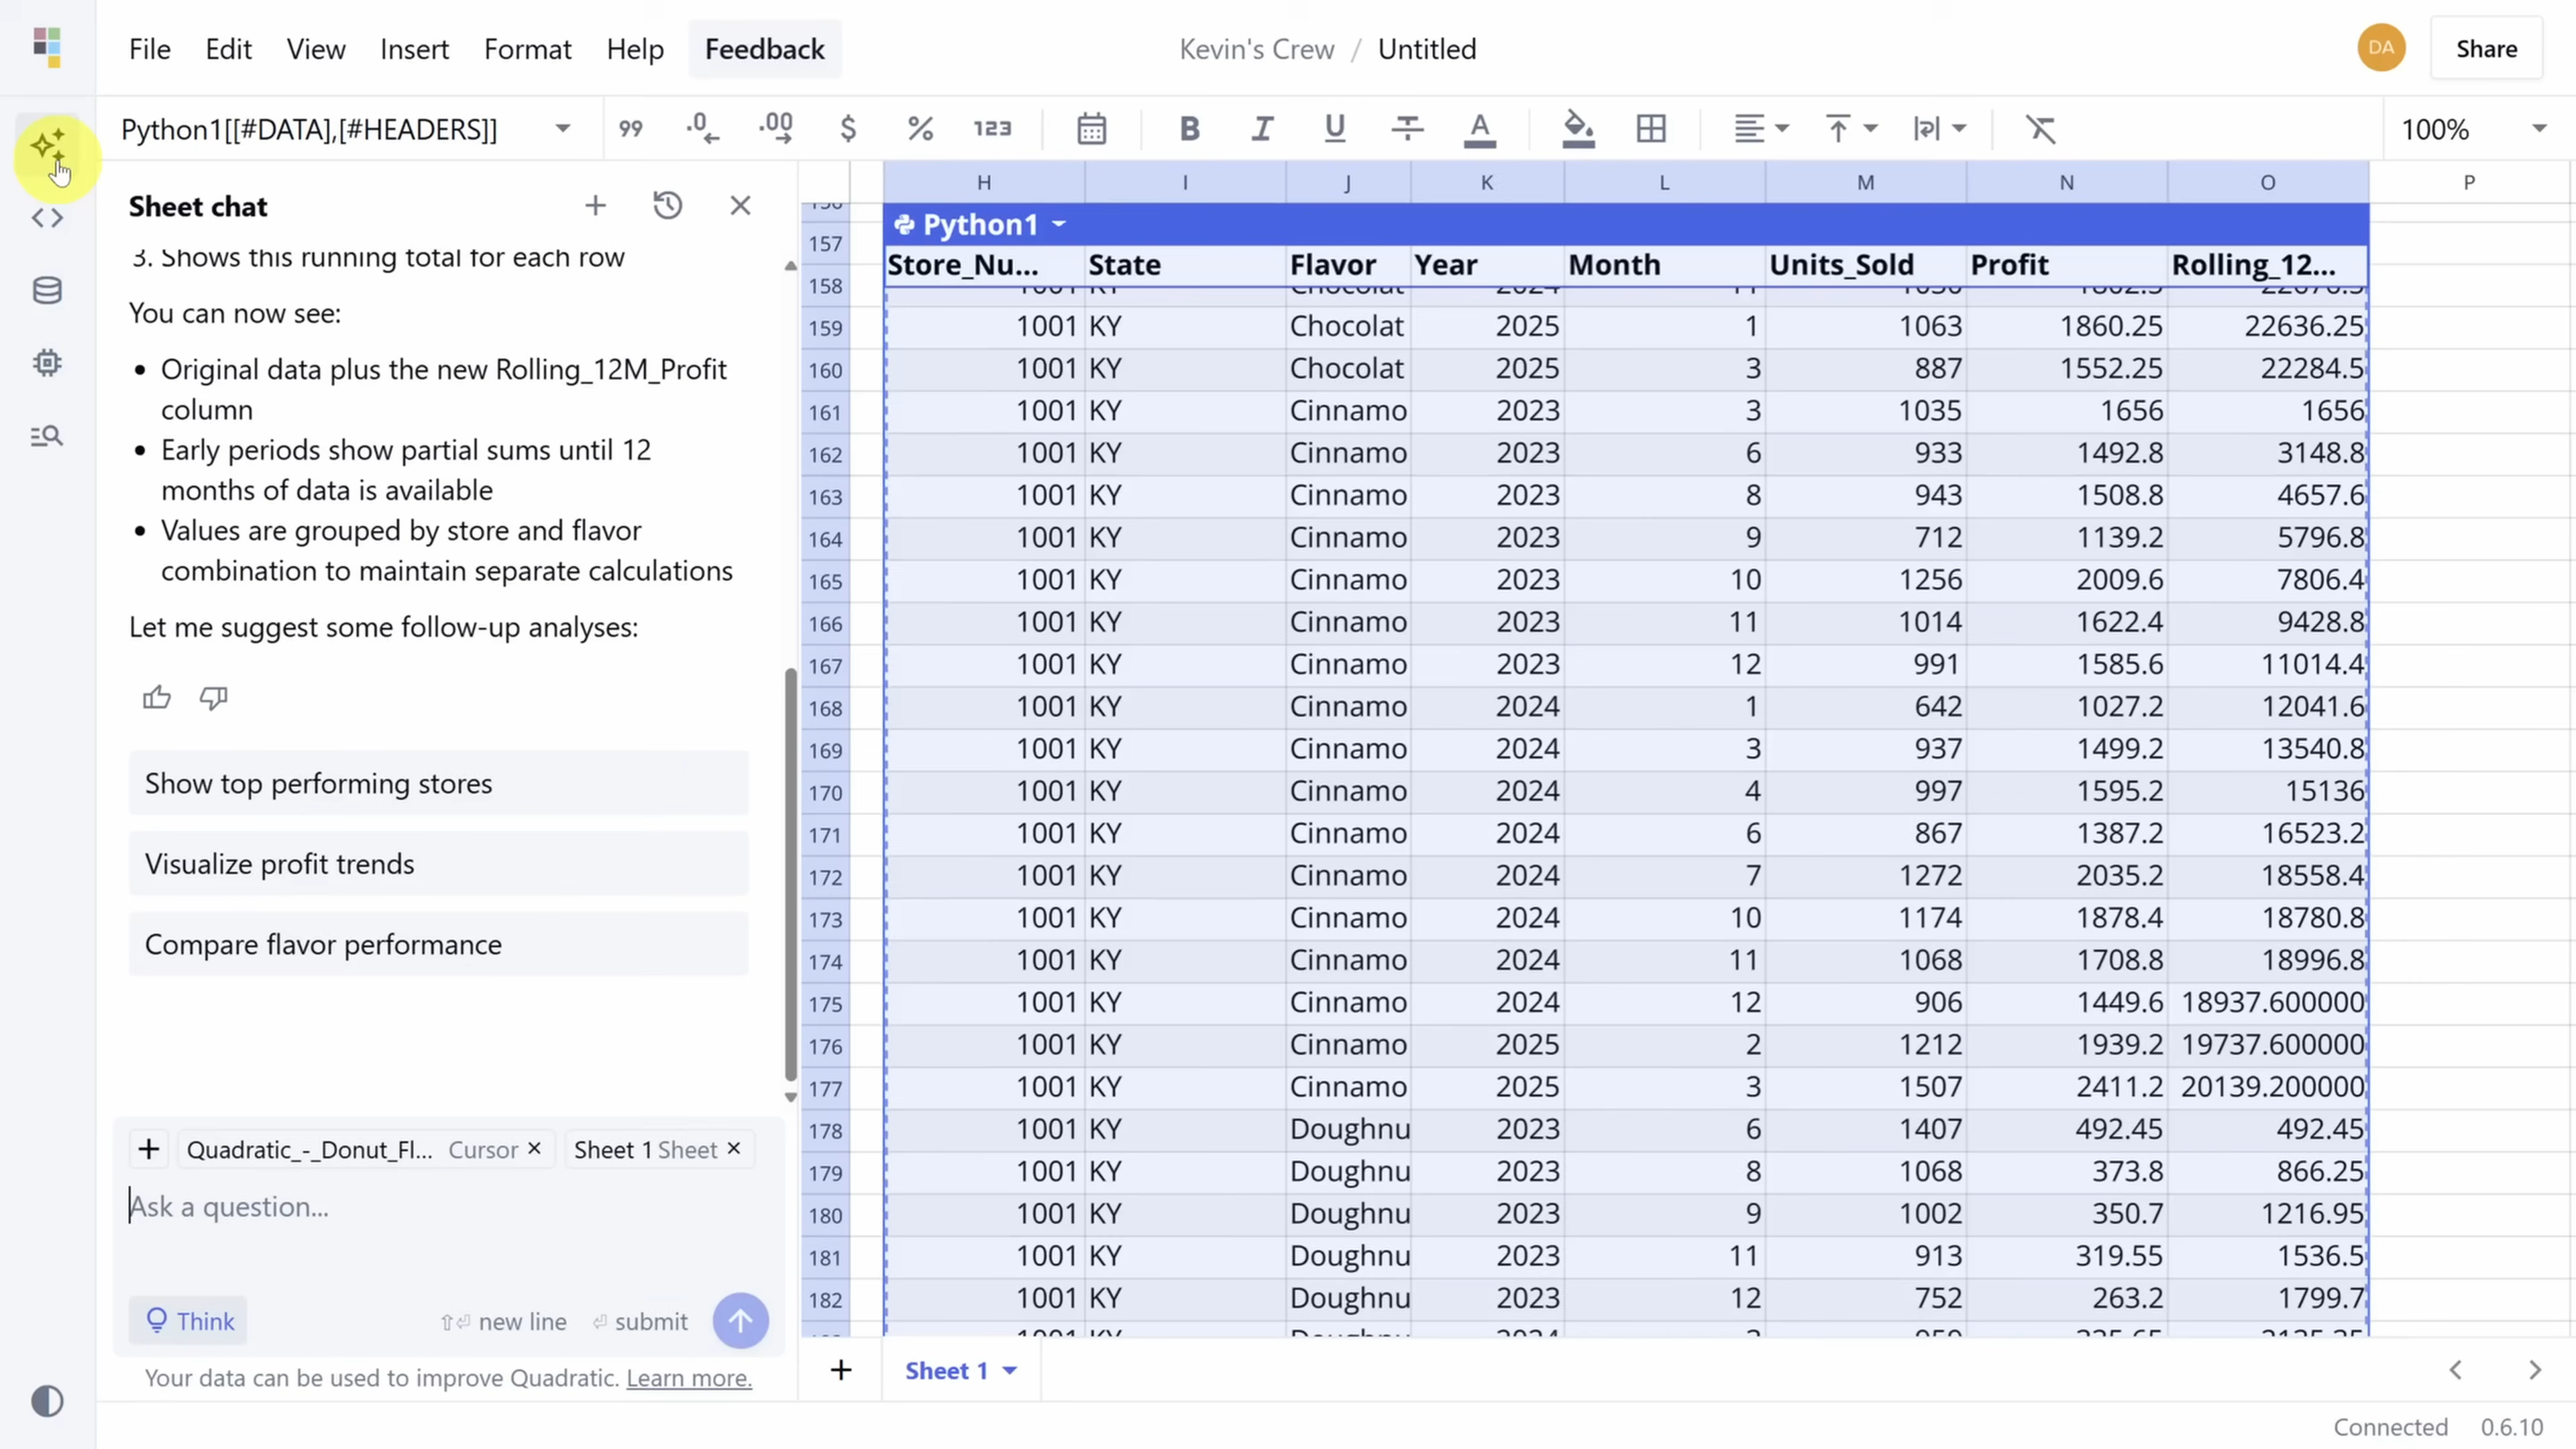 File Edit View Insert Format Help Feedback
Kevin's Crew / Untitled
DA
Share
Python1[[#DATA],[#HEADERS]]
99 .0 .00 $ % 123 B I U A
100%
Sheet chat
3. Shows this running total for each row
You can now see:
• Original data plus the new Rolling_12M_Profit
column
• Early periods show partial sums until 12
months of data is available
• Values are grouped by store and flavor
combination to maintain separate calculations
Let me suggest some follow-up analyses:
Show top performing stores
Visualize profit trends
Compare flavor performance
+ Quadratic_-_Donut_Fl... Cursor × Sheet 1 Sheet ×
Ask a question...
Think
new line
submit
Your data can be used to improve Quadratic. Learn more.
H I J K L M N O P
157 Python1
Store_Nu... State Flavor Year Month Units_Sold Profit Rolling_12...
158
159 1001 KY Chocolat 2025 1 1063 1860.25 22636.25
160 1001 KY Chocolat 2025 3 887 1552.25 22284.5
161 1001 KY Cinnamo 2023 3 1035 1656 1656
162 1001 KY Cinnamo 2023 6 933 1492.8 3148.8
163 1001 KY Cinnamo 2023 8 943 1508.8 4657.6
164 1001 KY Cinnamo 2023 9 712 1139.2 5796.8
165 1001 KY Cinnamo 2023 10 1256 2009.6 7806.4
166 1001 KY Cinnamo 2023 11 1014 1622.4 9428.8
167 1001 KY Cinnamo 2023 12 991 1585.6 11014.4
168 1001 KY Cinnamo 2024 1 642 1027.2 12041.6
169 1001 KY Cinnamo 2024 3 937 1499.2 13540.8
170 1001 KY Cinnamo 2024 4 997 1595.2 15136
171 1001 KY Cinnamo 2024 6 867 1387.2 16523.2
172 1001 KY Cinnamo 2024 7 1272 2035.2 18558.4
173 1001 KY Cinnamo 2024 10 1174 1878.4 18780.8
174 1001 KY Cinnamo 2024 11 1068 1708.8 18996.8
175 1001 KY Cinnamo 2024 12 906 1449.6 18937.600000
176 1001 KY Cinnamo 2025 2 1212 1939.2 19737.600000
177 1001 KY Cinnamo 2025 3 1507 2411.2 20139.200000
178 1001 KY Doughnu 2023 6 1407 492.45 492.45
179 1001 KY Doughnu 2023 8 1068 373.8 866.25
180 1001 KY Doughnu 2023 9 1002 350.7 1216.95
181 1001 KY Doughnu 2023 11 913 319.55 1536.5
182 1001 KY Doughnu 2023 12 752 263.2 1799.7
+ Sheet 1
Connected 0.6.10